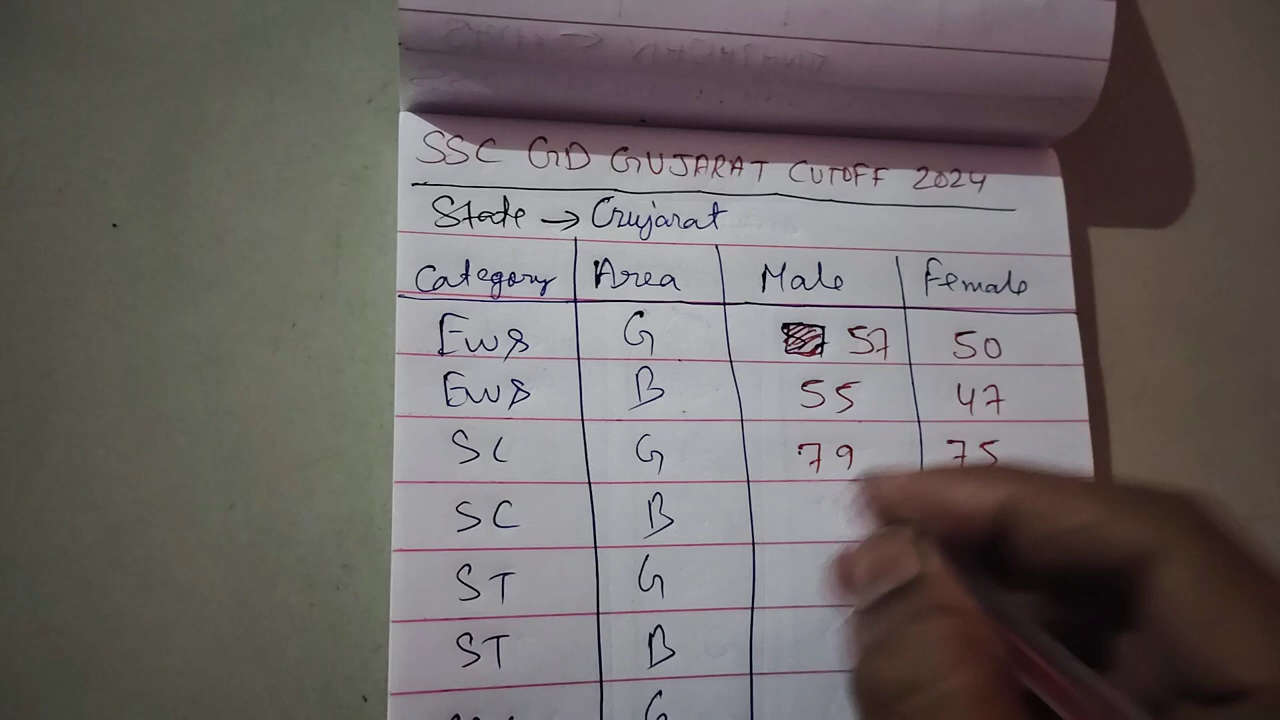 SSC GD GUJARAT CUTOFF 2024
State → Gujarat
Category Area Male Female
EWS G 57 50
EWS B 55 47
SC G 79 75
SC B
ST G
ST B
G